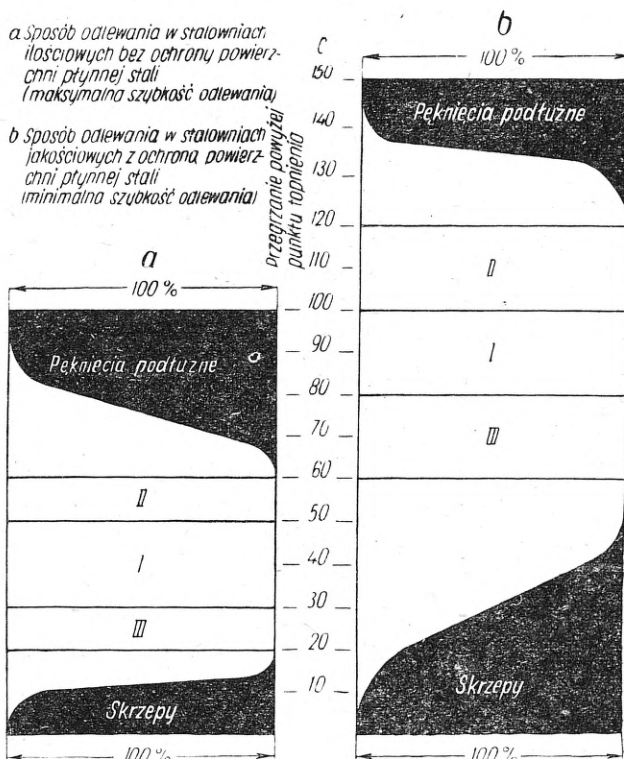 a Sposób odlewania w stalowniach
ilościowych bez ochrony powierz-
chni płynnej stali
(maksymalna szybkość odlewania)
b Sposób odlewania w stalowniach
jakościowych z ochroną powierz-
chni płynnej stali
(minimalna szybkość odlewania)
Przegrzanie powyżej
punktu topnienia
C
150
140
130
120
110
100
90
80
70
60
50
40
30
20
10
a
100%
Pęknięcia podłużne
II
I
III
Skrzepy
100%
b
100%
Pęknięcia podłużne
II
I
III
Skrzepy
100%